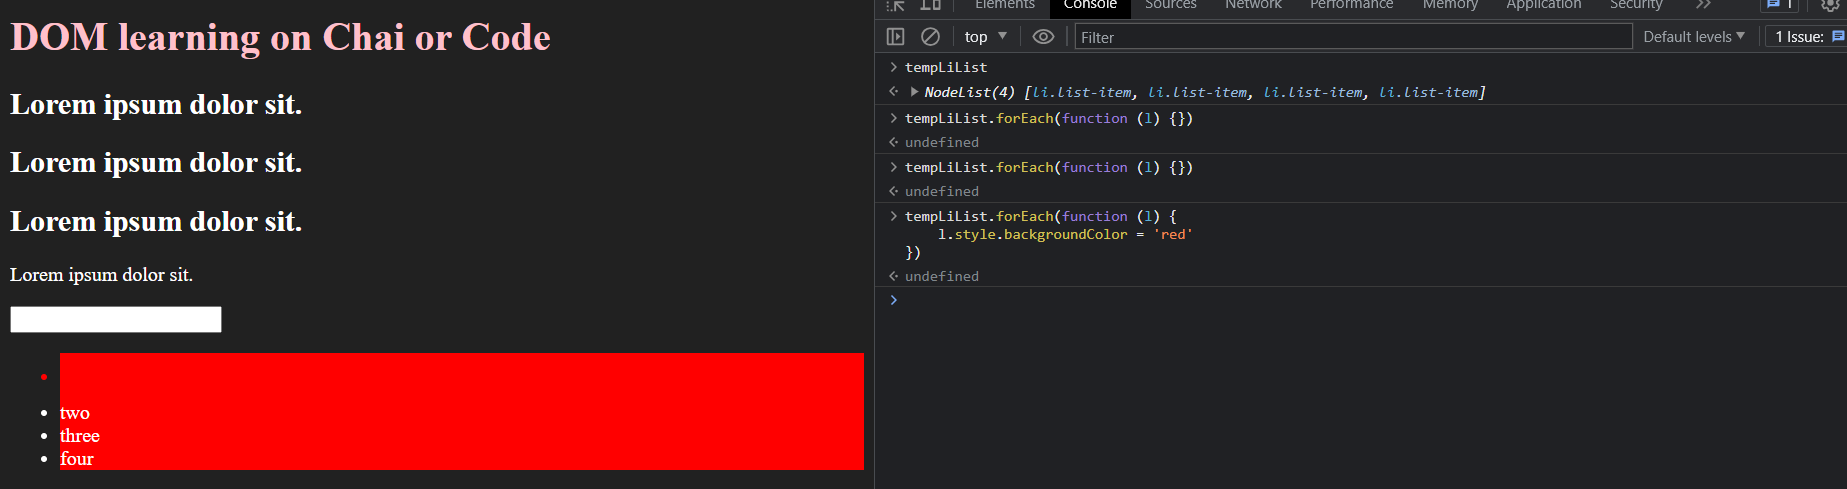 DOM learning on Chai or Code
Lorem ipsum dolor sit.
Lorem ipsum dolor sit.
Lorem ipsum dolor sit.
Lorem ipsum dolor sit.
two
three
four
Elements Console Sources Network Performance Memory Application Security 1
top Filter Default levels 1 Issue:
tempLiList
NodeList(4) [li.list-item, li.list-item, li.list-item, li.list-item]
tempLiList.forEach(function (l) {})
undefined
tempLiList.forEach(function (l) {})
undefined
tempLiList.forEach(function (l) {
l.style.backgroundColor = 'red'
})
undefined